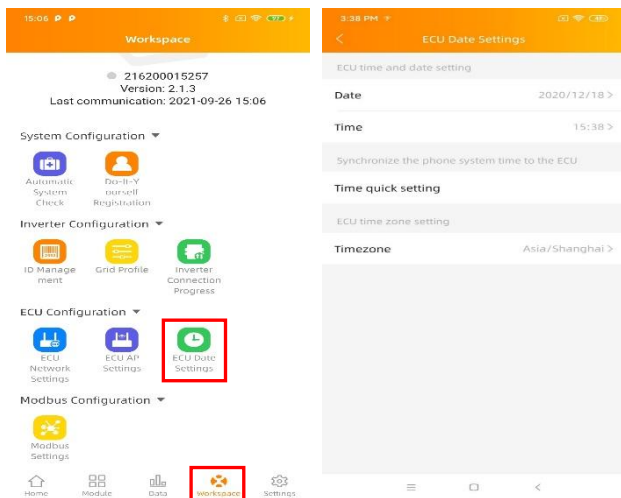 15:06
Workspace
216200015257
Version: 2.1.3
Last communication: 2021-09-26 15:06
System Configuration
Automatic
System
Check
Do-It-Y
ourself
Registration
Inverter Configuration
ID Manage
ment
Grid Profile
Inverter
Connection
Progress
ECU Configuration
ECU
Network
Settings
ECU AP
Settings
ECU Date
Settings
Modbus Configuration
Modbus
Settings
Home
Module
Data
Workspace
Settings
3:38 PM
ECU Date Settings
ECU time and date setting
Date 2020/12/18
Time 15:38
Synchronize the phone system time to the ECU
Time quick setting
ECU time zone setting
Timezone Asia/Shanghai